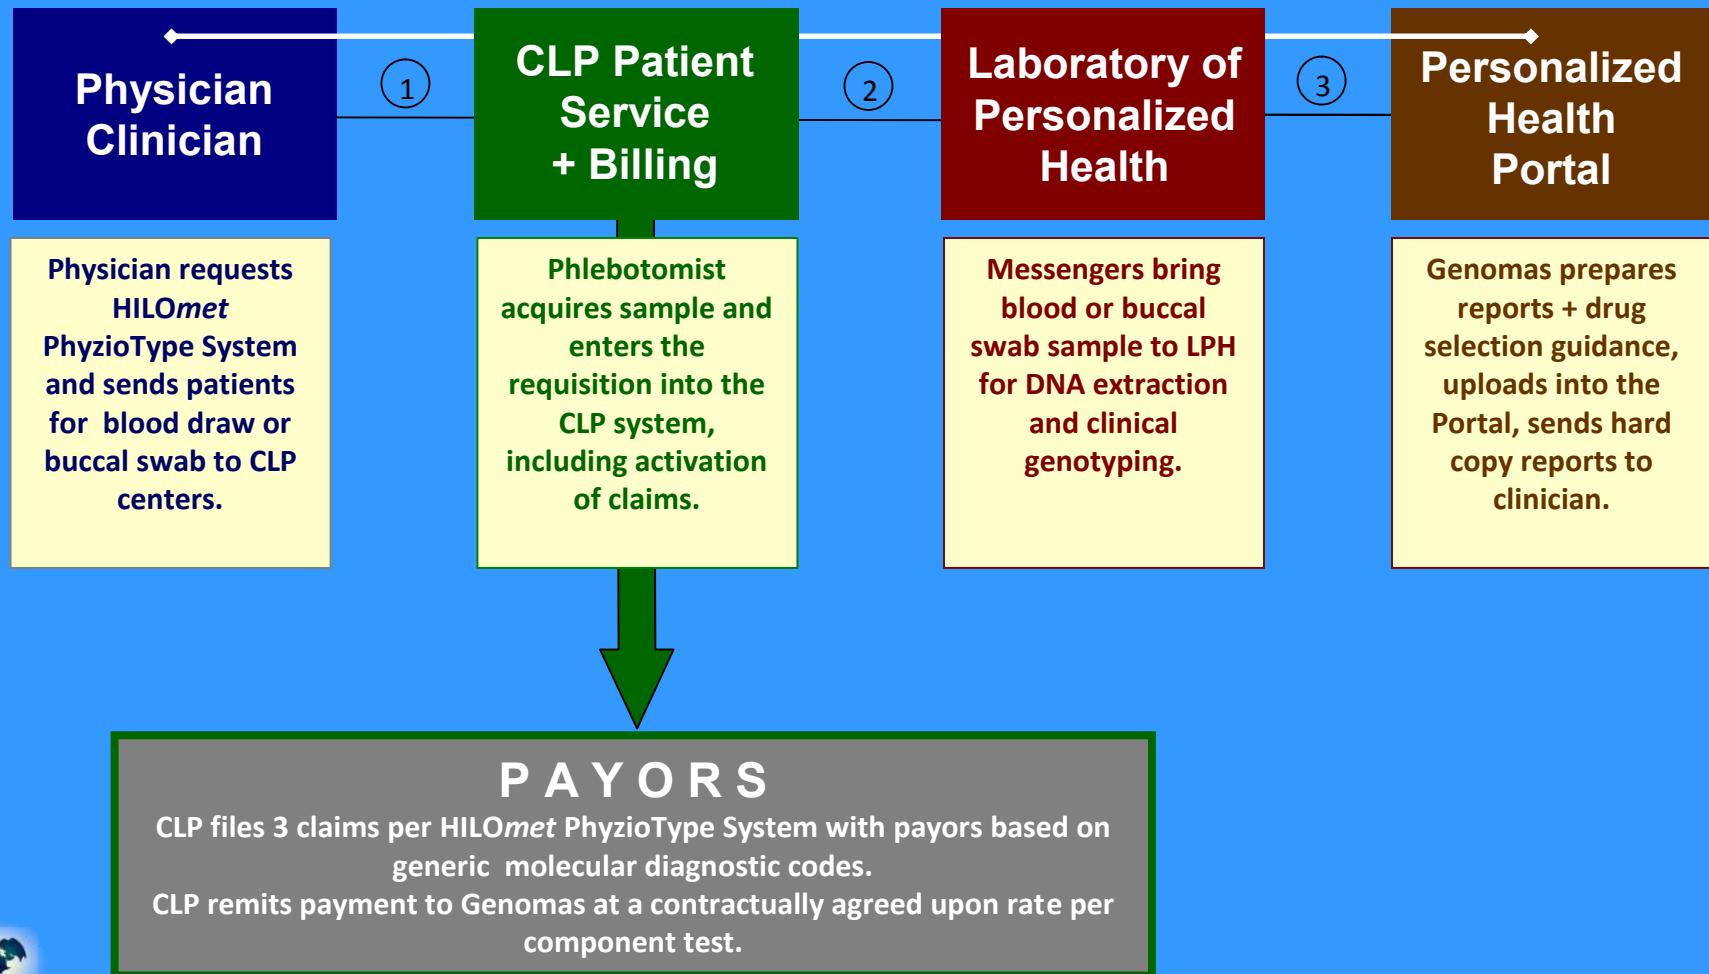 Physician
Clinician
1
CLP Patient
Service
+ Billing
2
Laboratory of
Personalized
Health
3
Personalized
Health
Portal
Physician requests
HILOmet
PhyzioType System
and sends patients
for blood draw or
buccal swab to CLP
centers.
Phlebotomist
acquires sample and
enters the
requisition into the
CLP system,
including activation
of claims.
Messengers bring
blood or buccal
swab sample to LPH
for DNA extraction
and clinical
genotyping.
Genomas prepares
reports + drug
selection guidance,
uploads into the
Portal, sends hard
copy reports to
clinician.
P A Y O R S
CLP files 3 claims per HILOmet PhyzioType System with payors based on
generic molecular diagnostic codes.
CLP remits payment to Genomas at a contractually agreed upon rate per
component test.